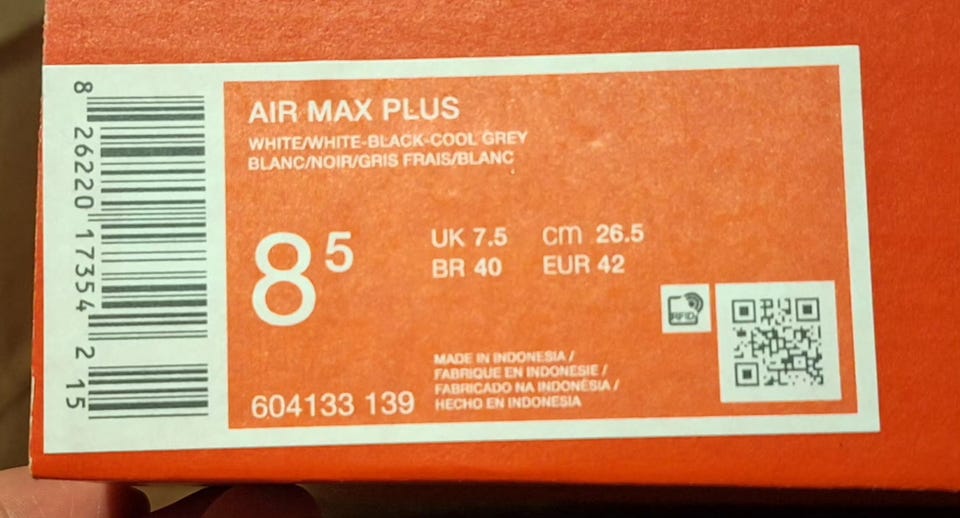 AIR MAX PLUS
WHITE/WHITE-BLACK-COOL GREY
BLANC/NOIR/GRIS FRAIS/BLANC
8 5
UK 7.5 cm 26.5
BR 40 EUR 42
RFID
MADE IN INDONESIA /
FABRIQUE EN INDONESIE /
FABRICADO NA INDONÉSIA /
HECHO EN INDONESIA
604133 139
8 26220 17354 2 15